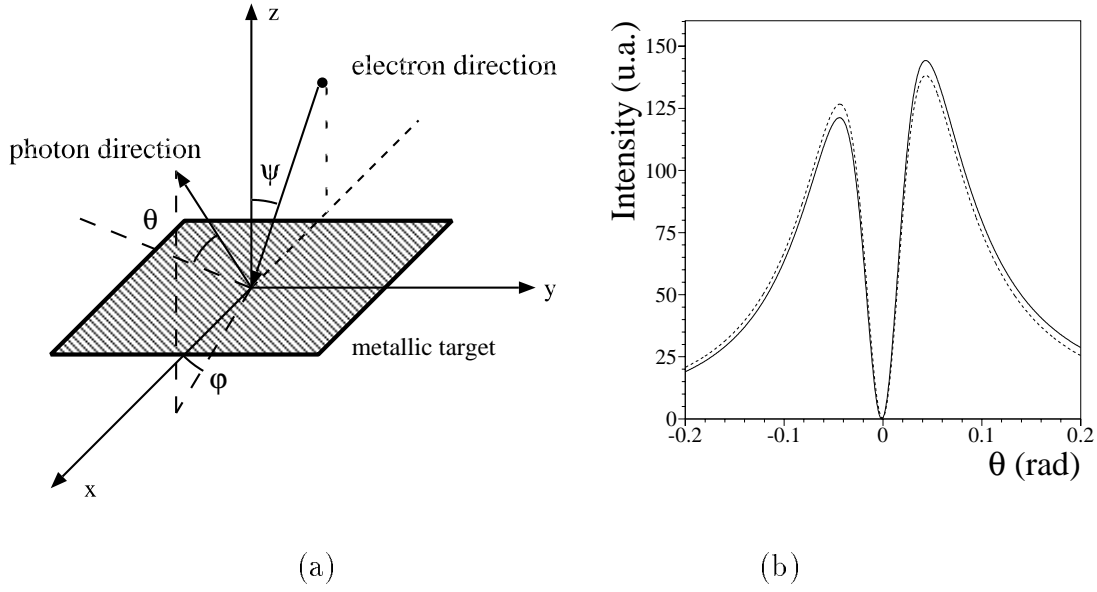 z
electron direction
photon direction
ψ
θ
y
metallic target
φ
x
(a)
Intensity (u.a.)
150
125
100
75
50
25
0
-0.2
-0.1
0
0.1
0.2
θ (rad)
(b)